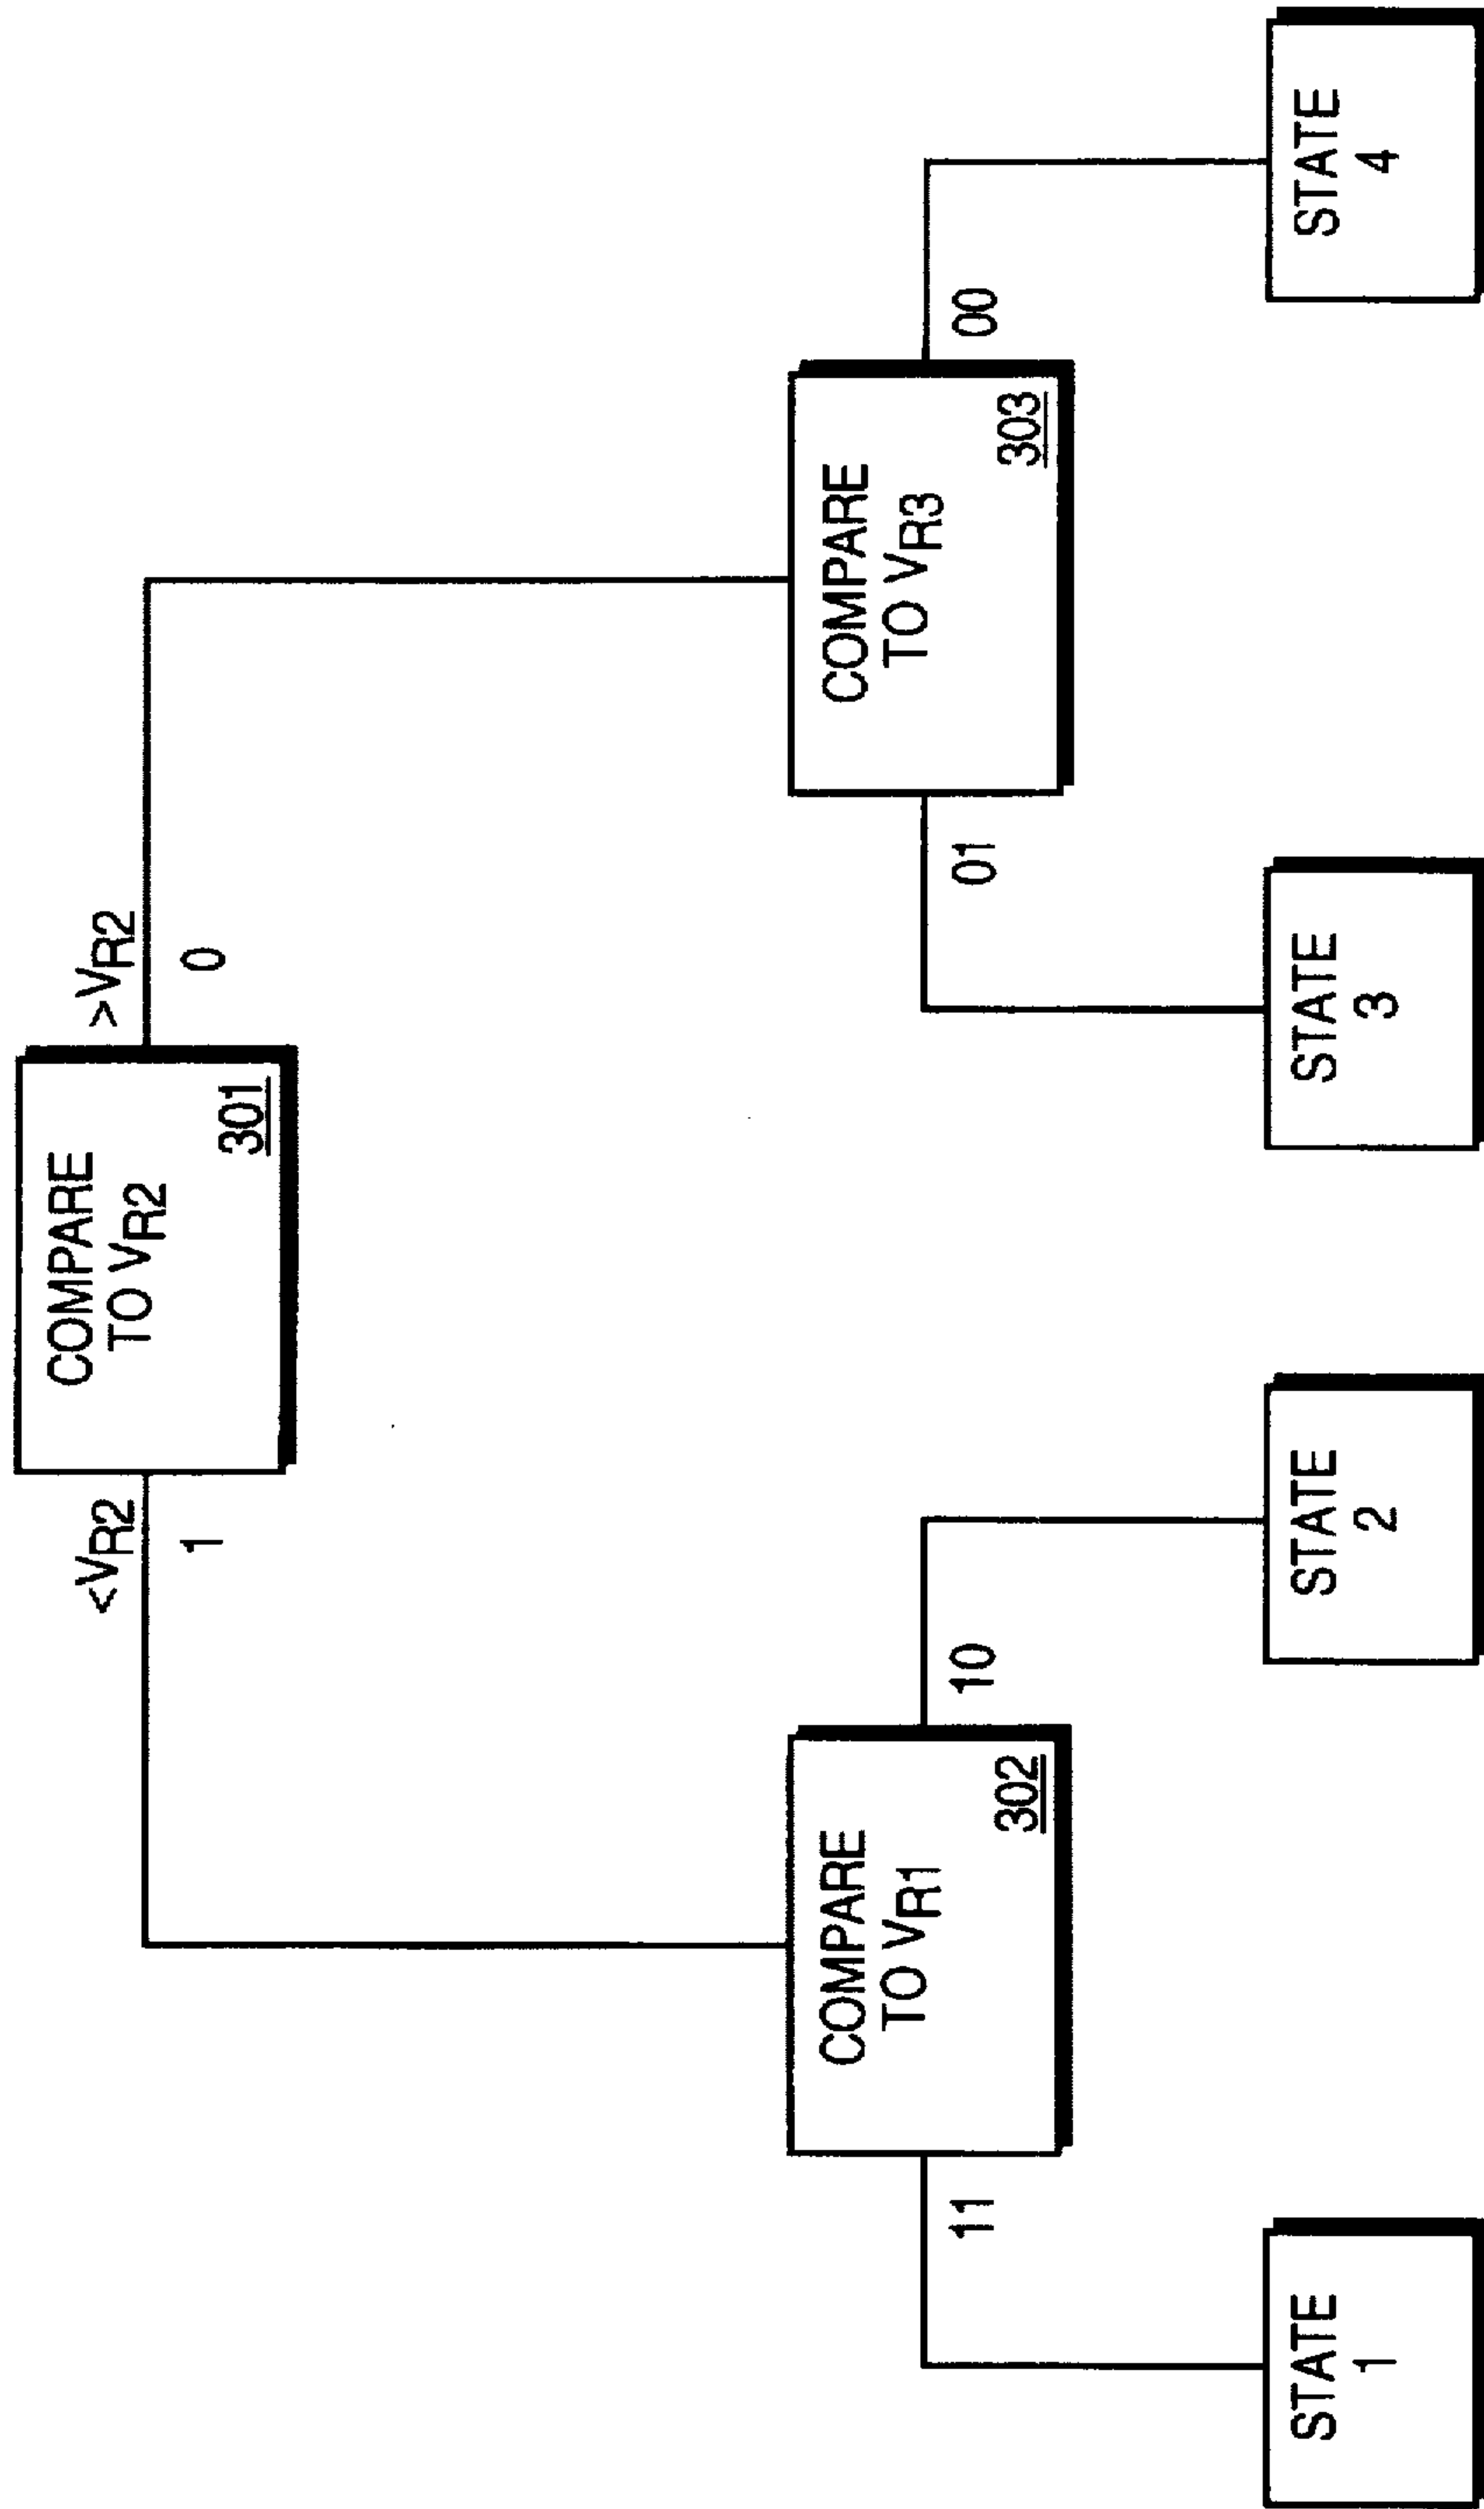 COMPARE
TO VR2
301
<VR2
1
>VR2
0
COMPARE
TO VR1
302
11
10
COMPARE
TO VR3
303
01
00
STATE
1
STATE
2
STATE
3
STATE
4